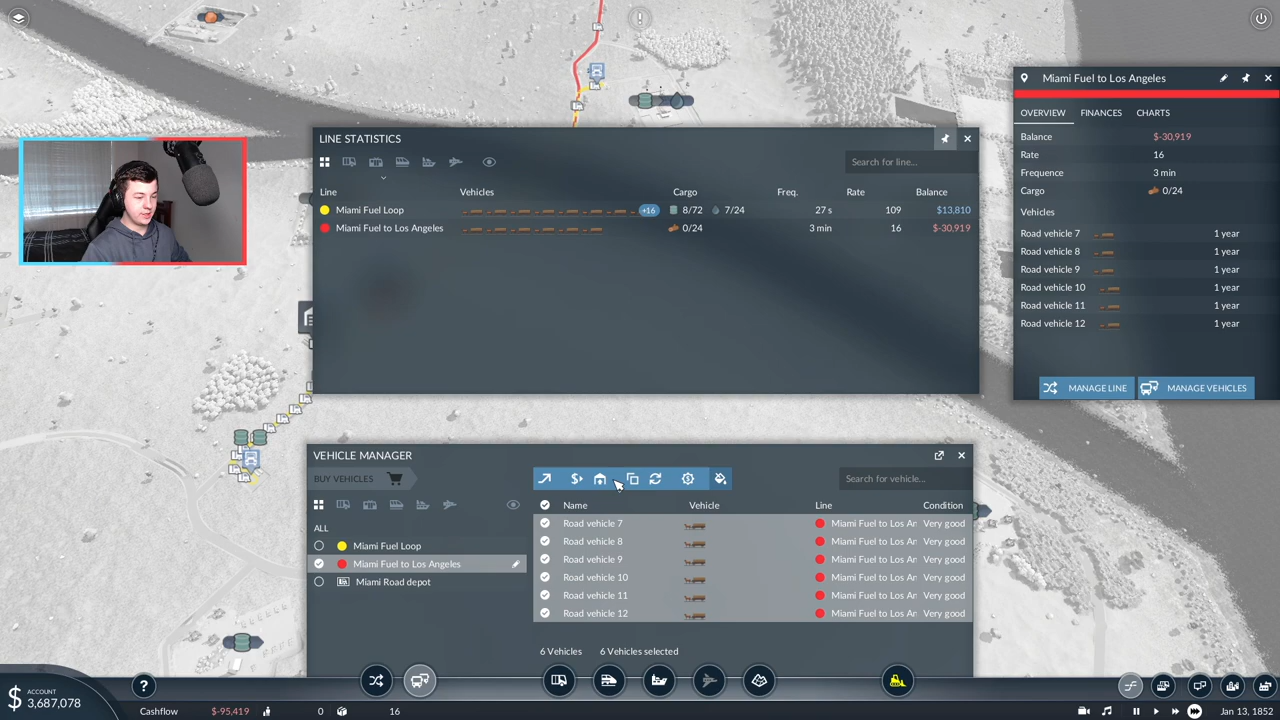 Miami Fuel to Los Angeles
OVERVIEW FINANCES CHARTS
Balance $-30,919
Rate 16
Frequence 3 min
Cargo 0/24
Vehicles
Road vehicle 7 1 year
Road vehicle 8 1 year
Road vehicle 9 1 year
Road vehicle 10 1 year
Road vehicle 11 1 year
Road vehicle 12 1 year
MANAGE LINE MANAGE VEHICLES
LINE STATISTICS
Search for line...
Line Vehicles Cargo Freq. Rate Balance
Miami Fuel Loop +16 8/72 7/24 27 s 109 $13,810
Miami Fuel to Los Angeles 0/24 3 min 16 $-30,919
VEHICLE MANAGER
BUY VEHICLES
Search for vehicle...
ALL
Miami Fuel Loop
Miami Fuel to Los Angeles
Miami Road depot
Name Vehicle Line Condition
Road vehicle 7 Miami Fuel to Los Ar Very good
Road vehicle 8 Miami Fuel to Los Ar Very good
Road vehicle 9 Miami Fuel to Los Ar Very good
Road vehicle 10 Miami Fuel to Los Ar Very good
Road vehicle 11 Miami Fuel to Los Ar Very good
Road vehicle 12 Miami Fuel to Los Ar Very good
6 Vehicles 6 Vehicles selected
$ ACCOUNT
3,687,078
?
Cashflow $-95,419 0 16 Jan 13, 1852